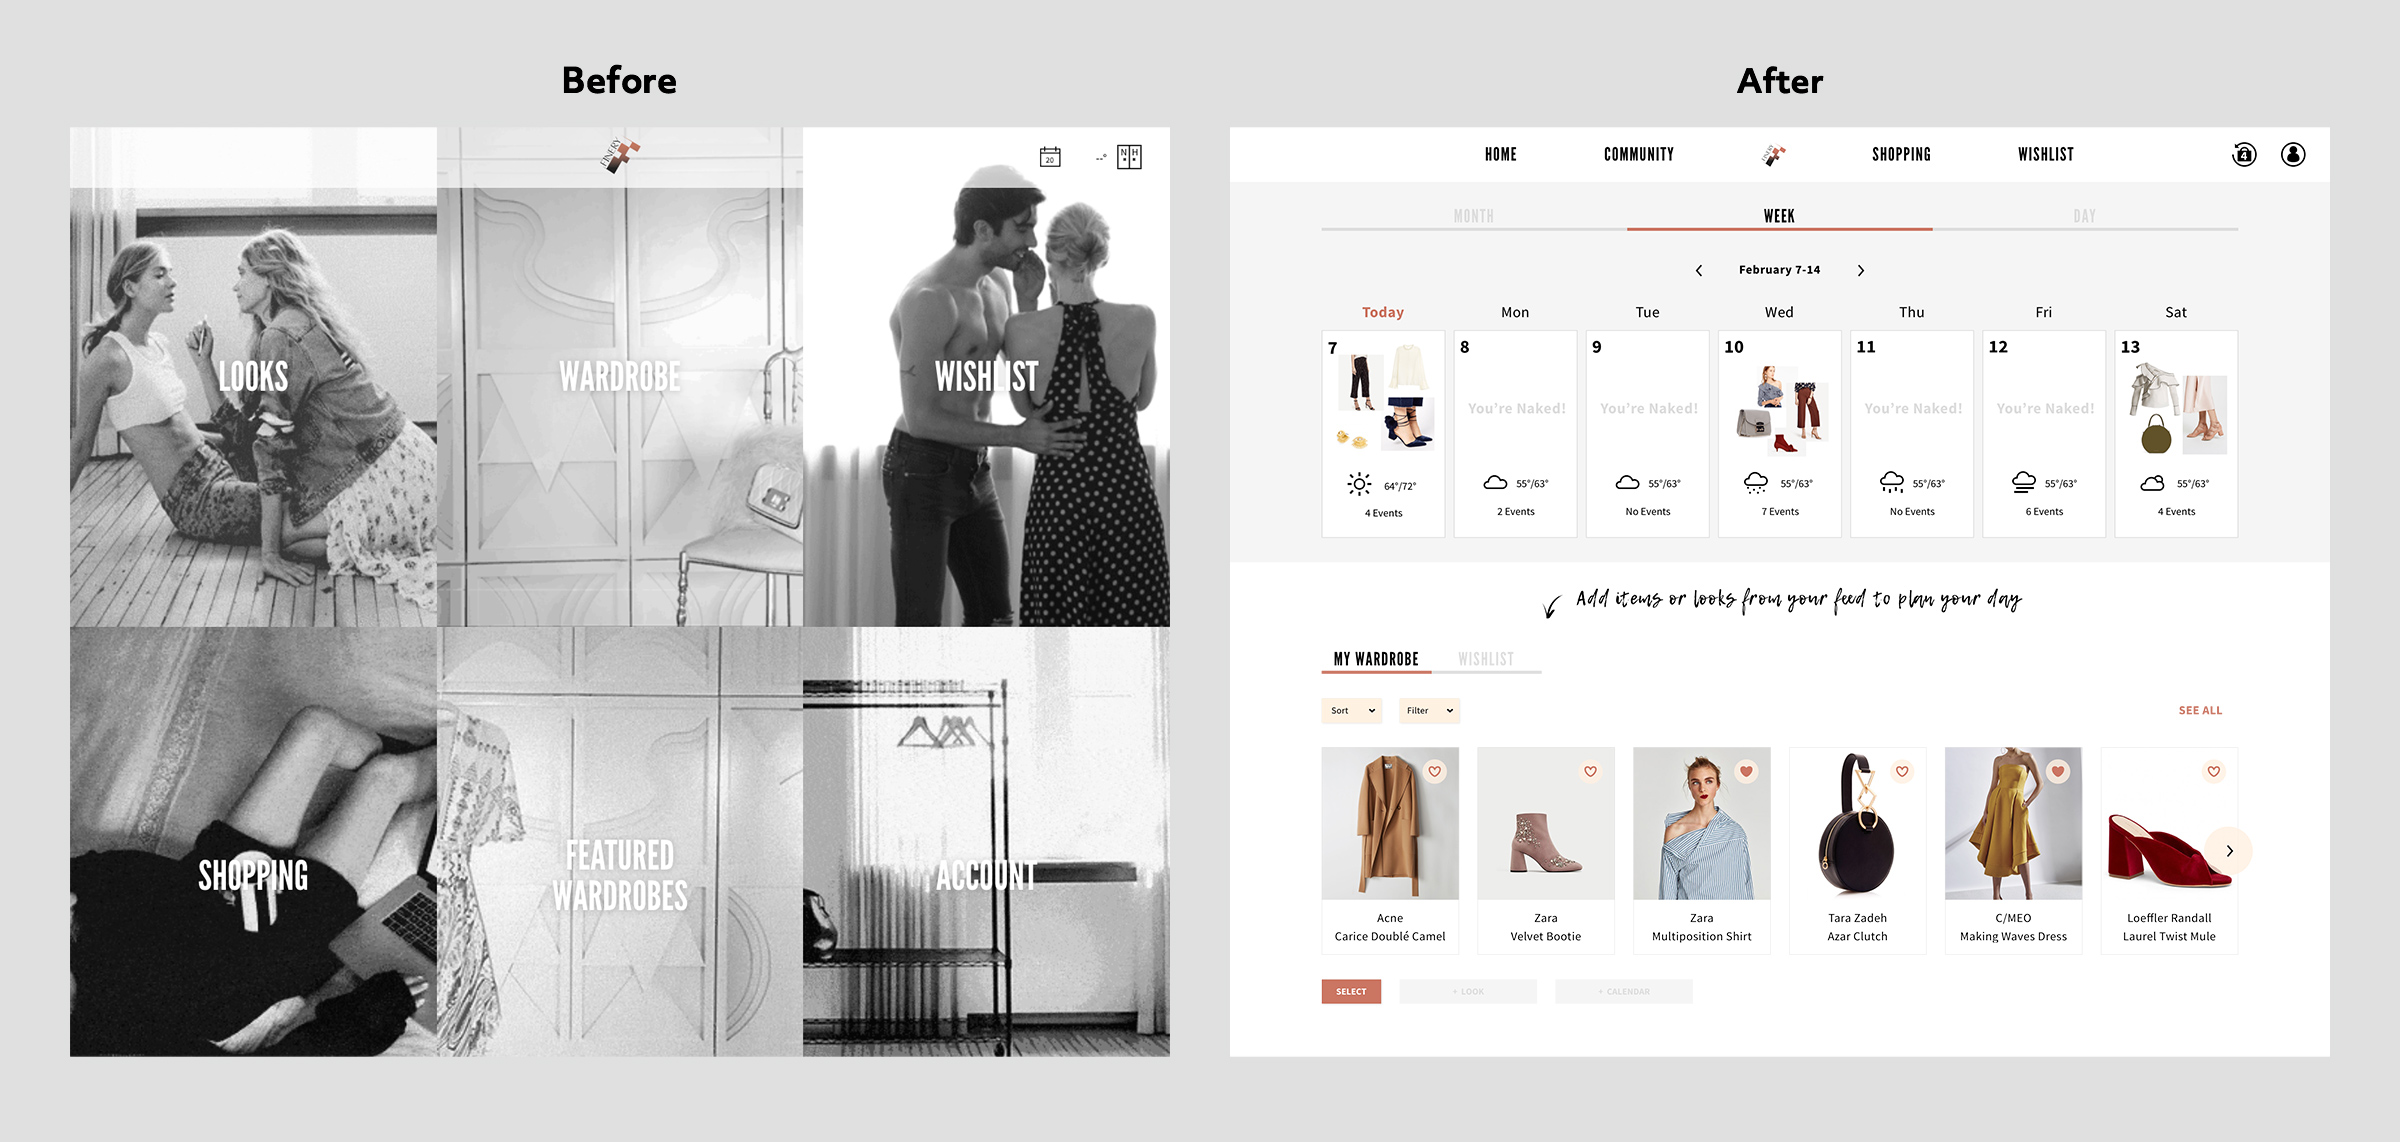 Before
After
FINERY
20
--°
N H
LOOKS
WARDROBE
WISHLIST
SHOPPING
FEATURED
WARDROBES
ACCOUNT
HOME
COMMUNITY
SHOPPING
WISHLIST
4
MONTH
WEEK
DAY
February 7-14
Today
Mon
Tue
Wed
Thu
Fri
Sat
7
8
9
10
11
12
13
You're Naked!
You're Naked!
You're Naked!
You're Naked!
64°/72°
55°/63°
55°/63°
55°/63°
55°/63°
55°/63°
55°/63°
4 Events
2 Events
No Events
7 Events
No Events
6 Events
4 Events
Add items or looks from your feed to plan your day
MY WARDROBE
WISHLIST
Sort
Filter
SEE ALL
Acne
Carice Doublé Camel
Zara
Velvet Bootie
Zara
Multiposition Shirt
Tara Zadeh
Azar Clutch
C/MEO
Making Waves Dress
Loeffler Randall
Laurel Twist Mule
SELECT
+ LOOK
+ CALENDAR